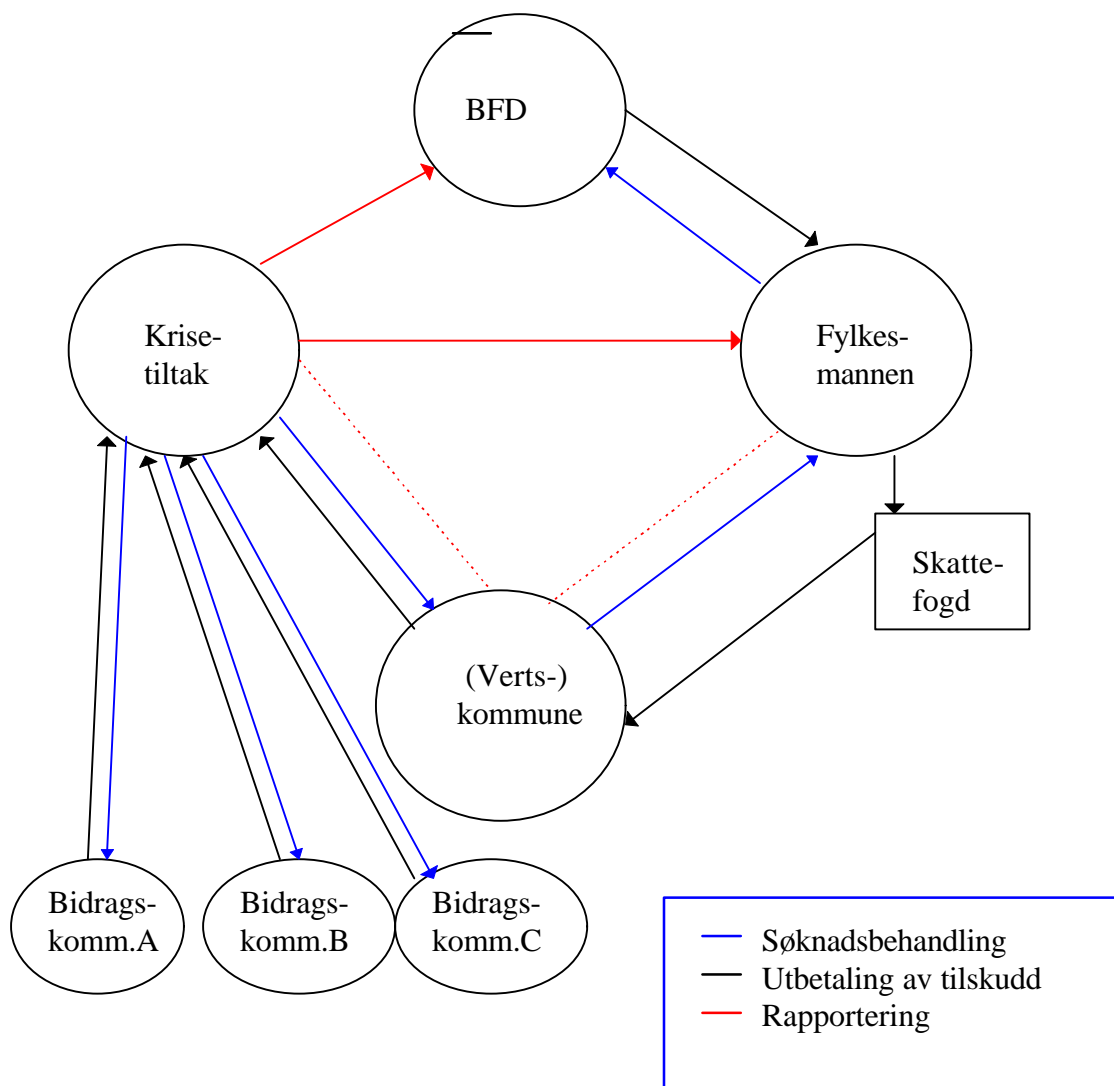 BFD
Krise-
tiltak
Fylkes-
mannen
Skatte-
fogd
(Verts-)
kommune
Bidrags-
komm.A
Bidrags-
komm.B
Bidrags-
komm.C
Søknadsbehandling
Utbetaling av tilskudd
Rapportering